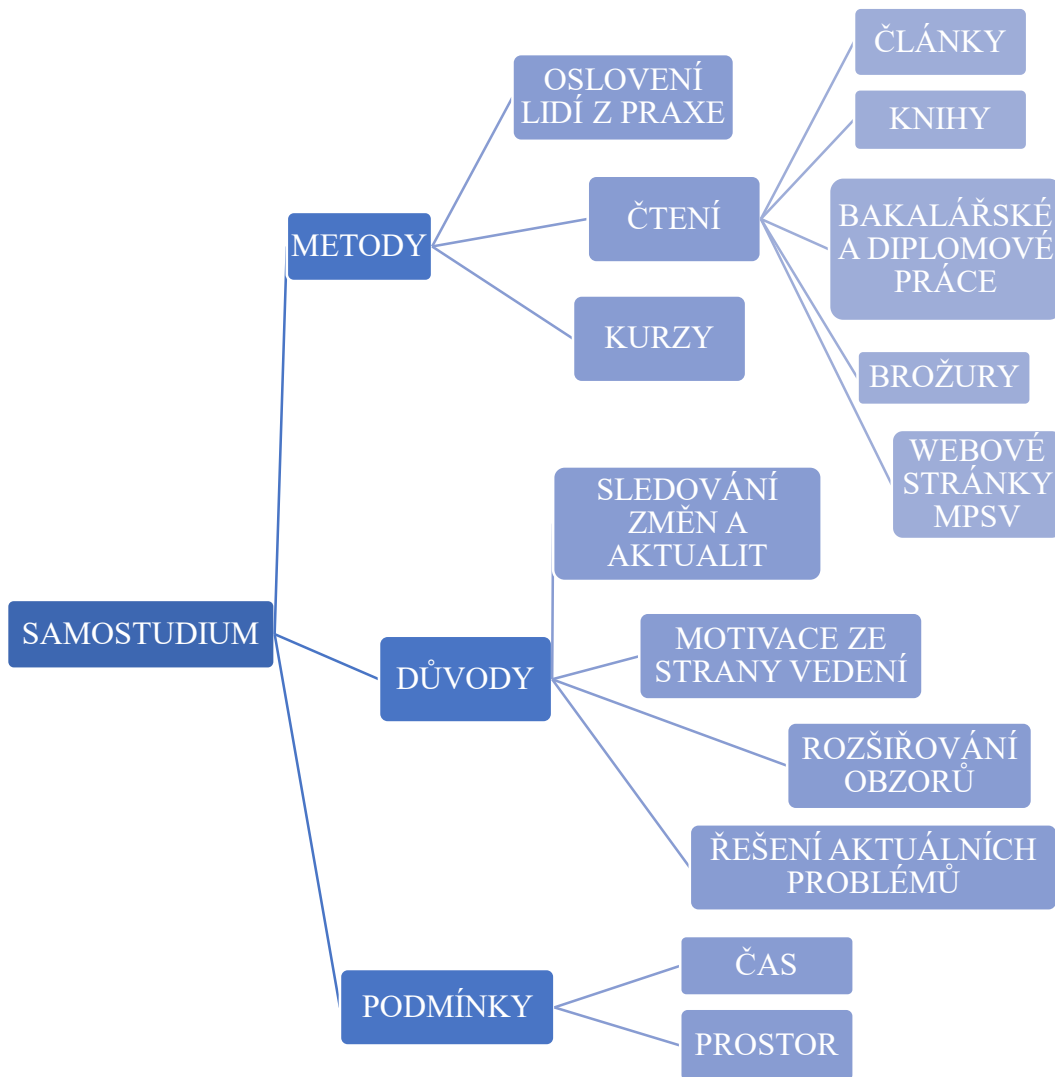 SAMOSTUDIUM
METODY
OSLOVENÍ
LIDÍ Z PRAXE
ČTENÍ
ČLÁNKY
KNIHY
BAKALÁŘSKÉ
A DIPLOMOVÉ
PRÁCE
BROŽURY
WEBOVÉ
STRÁNKY
MPSV
KURZY
DŮVODY
SLEDOVÁNÍ
ZMĚN A
AKTUALIT
MOTIVACE ZE
STRANY VEDENÍ
ROZŠIŘOVÁNÍ
OBZORŮ
ŘEŠENÍ AKTUÁLNÍCH
PROBLÉMŮ
PODMÍNKY
ČAS
PROSTOR